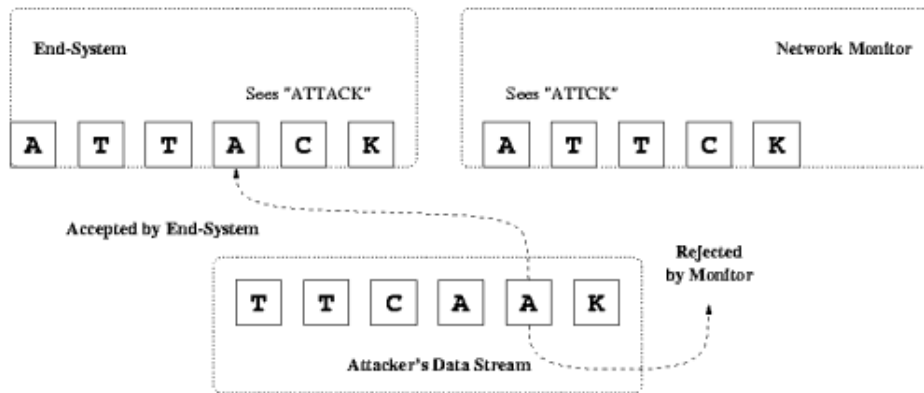 End-System
Network Monitor
Sees "ATTACK"
Sees "ATTCK"
A T T A C K
A T T C K
Accepted by End-System
Rejected
by Monitor
T T C A A K
Attacker's Data Stream